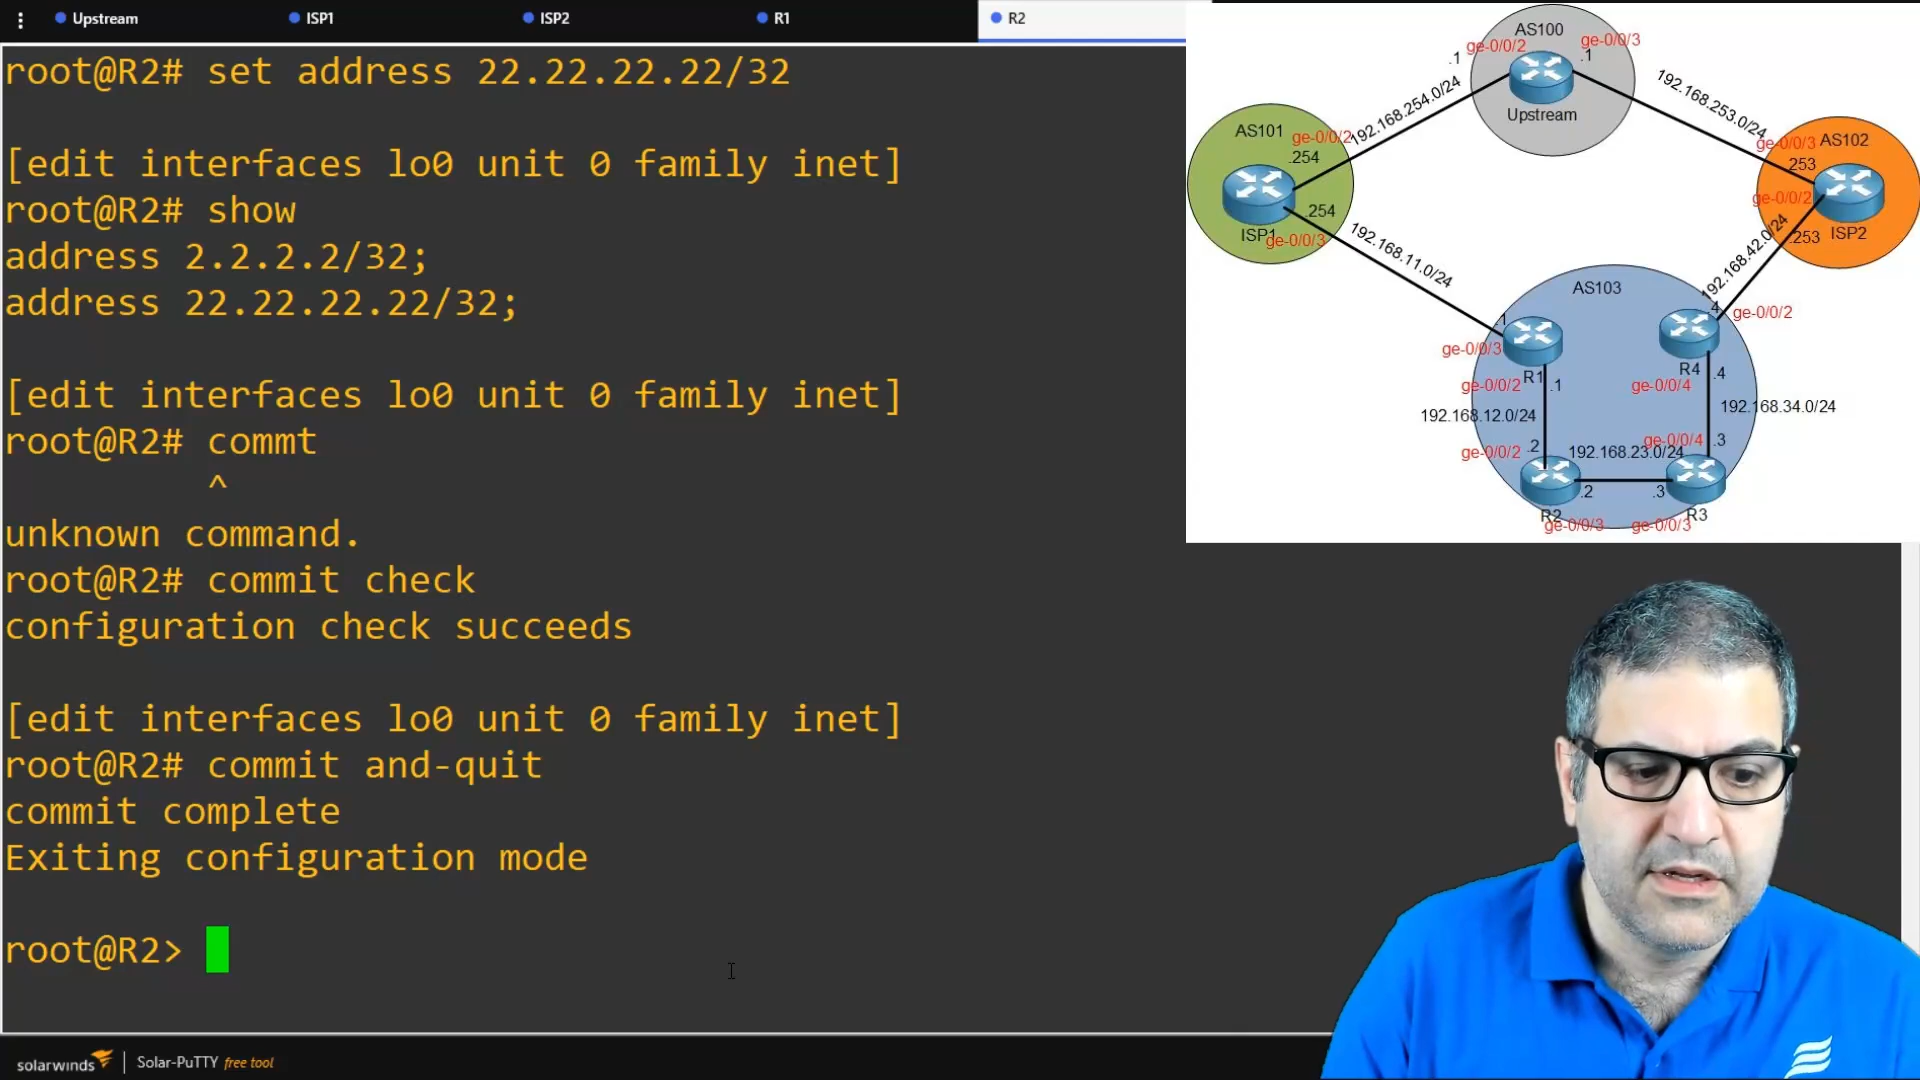 Upstream
ISP1
ISP2
R1
R2
root@R2# set address 22.22.22.22/32
[edit interfaces lo0 unit 0 family inet]
root@R2# show
address 2.2.2.2/32;
address 22.22.22.22/32;
[edit interfaces lo0 unit 0 family inet]
root@R2# commt
^
unknown command.
root@R2# commit check
configuration check succeeds
[edit interfaces lo0 unit 0 family inet]
root@R2# commit and-quit
commit complete
Exiting configuration mode
root@R2>
AS100
ge-0/0/2
ge-0/0/3
.1
.1
Upstream
192.168.254.0/24
192.168.253.0/24
AS101
ge-0/0/2
.254
.254
ISP1
ge-0/0/3
AS102
ge-0/0/3
.253
ge-0/0/2
.253
ISP2
192.168.11.0/24
192.168.42.0/24
AS103
.1
.4
ge-0/0/2
ge-0/0/3
R1
R4
ge-0/0/2
.1
ge-0/0/4
.4
192.168.12.0/24
192.168.34.0/24
ge-0/0/2
.2
192.168.23.0/24
ge-0/0/4
.3
.2
.3
R2
ge-0/0/3
ge-0/0/3
R3
solarwinds
Solar-PuTTY free tool